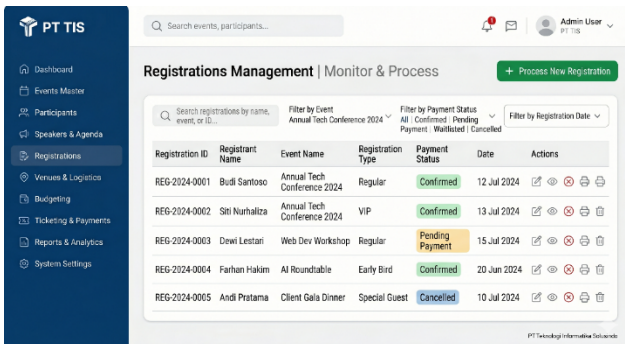 PT TIS
Search events, participants...
Admin User
PT TIS
Dashboard
Events Master
Participants
Speakers & Agenda
Registrations
Venues & Logistics
Budgeting
Ticketing & Payments
Reports & Analytics
System Settings
Registrations Management | Monitor & Process
+ Process New Registration
Search registrations by name,
event, or ID...
Filter by Event
Annual Tech Conference 2024
Filter by Payment Status
All | Confirmed | Pending
Payment | Waitlisted | Cancelled
Filter by Registration Date
Registration ID Registrant Name Event Name Registration Type Payment Status Date Actions
REG-2024-0001 Budi Santoso Annual Tech Conference 2024 Regular Confirmed 12 Jul 2024
REG-2024-0002 Siti Nurhaliza Annual Tech Conference 2024 VIP Confirmed 13 Jul 2024
REG-2024-0003 Dewi Lestari Web Dev Workshop Regular Pending Payment 15 Jul 2024
REG-2024-0004 Farhan Hakim AI Roundtable Early Bird Confirmed 20 Jun 2024
REG-2024-0005 Andi Pratama Client Gala Dinner Special Guest Cancelled 10 Jul 2024
PT Teknologi Informatika